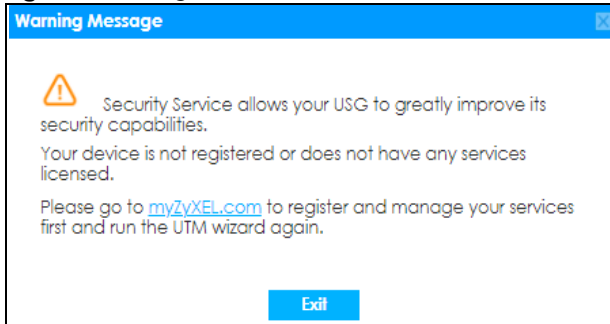 Warning Message
Security Service allows your USG to greatly improve its
security capabilities.
Your device is not registered or does not have any services
licensed.
Please go to myZyXEL.com to register and manage your services
first and run the UTM wizard again.
Exit